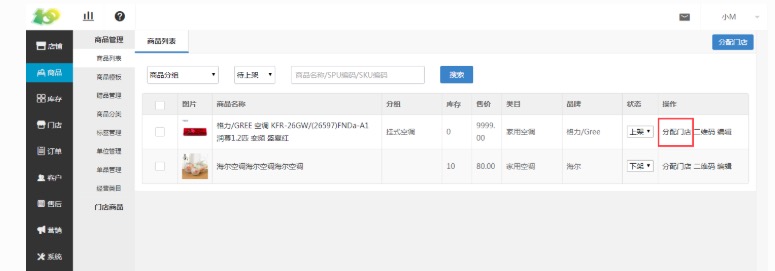 小M
店铺
商品
库存
门店
订单
客户
售后
营销
系统
商品管理
商品列表
商品模板
赠品管理
商品分类
标签管理
单位管理
单品管理
经营类目
门店商品
商品列表
分配门店
商品分组 待上架 商品名称/SPU编码/SKU编码 搜索
图片 商品名称 分组 库存 售价 类目 品牌 状态 操作
格力/GREE 空调 KFR-26GW/(26597)FNDa-A1 挂式空调 0 9999. 家用空调 格力/Gree 上架 分配门店 二维码 编辑
润尊1.2匹 变频 盛夏红 00
海尔空调海尔空调海尔空调 10 80.00 家用空调 海尔 下架 分配门店 二维码 编辑